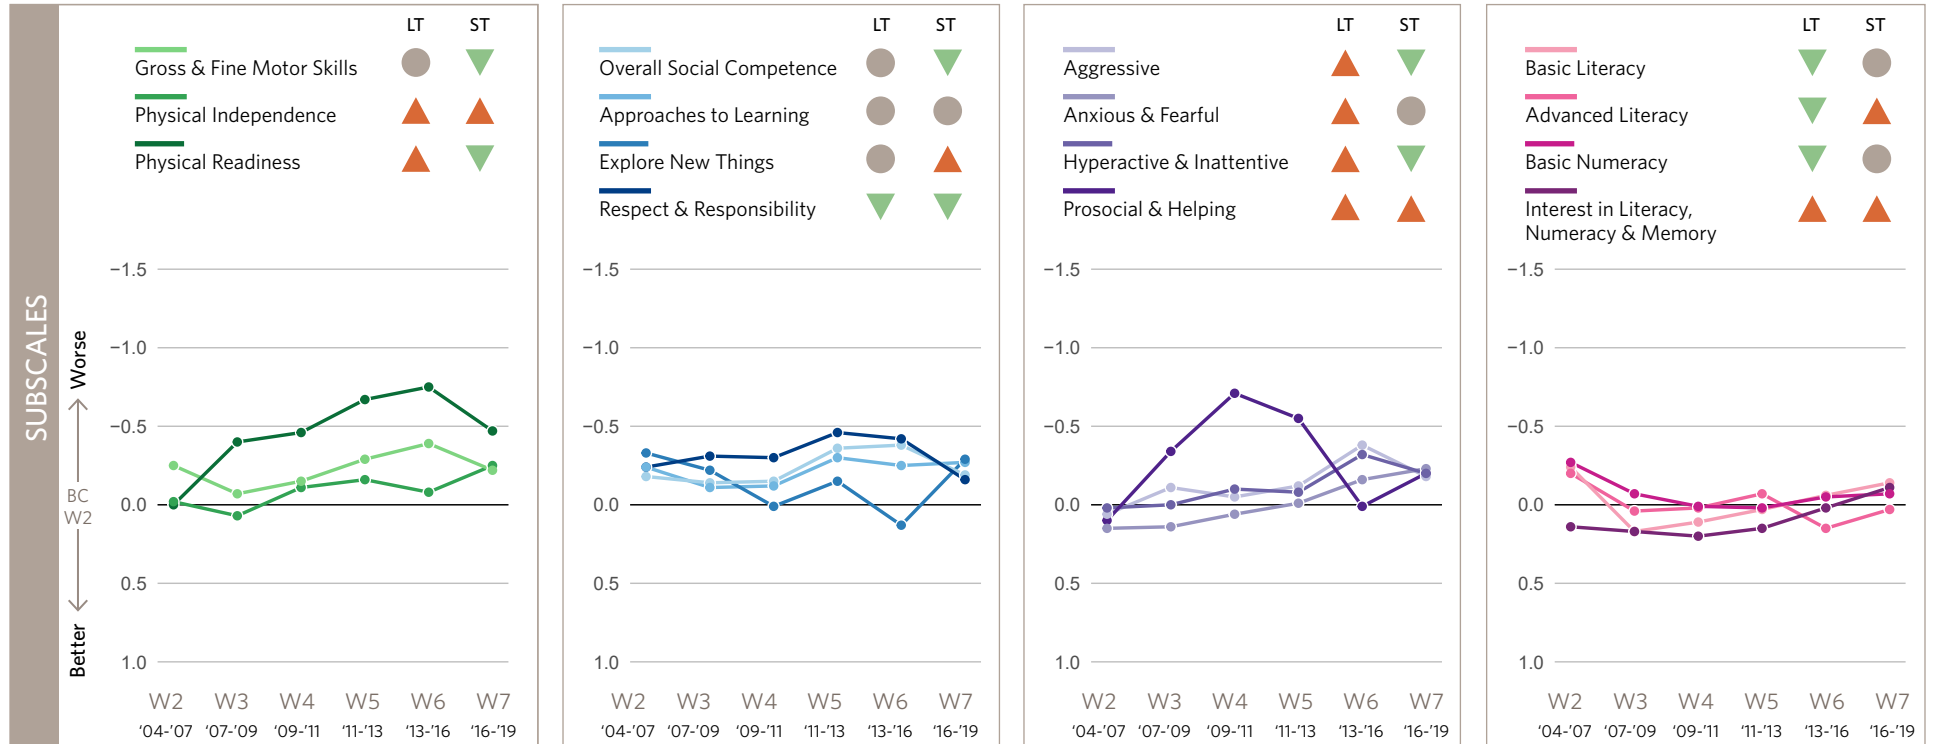 SUBSCALES
Worse
BC
W2
Better
LT ST
Gross & Fine Motor Skills
Physical Independence
Physical Readiness
−1.5
−1.0
−0.5
0.0
0.5
1.0
W2 W3 W4 W5 W6 W7
‘04-’07 ‘07-’09 ‘09-’11 ‘11-’13 ‘13-’16 ‘16-’19
LT ST
Overall Social Competence
Approaches to Learning
Explore New Things
Respect & Responsibility
−1.5
−1.0
−0.5
0.0
0.5
1.0
W2 W3 W4 W5 W6 W7
‘04-’07 ‘07-’09 ‘09-’11 ‘11-’13 ‘13-’16 ‘16-’19
LT ST
Aggressive
Anxious & Fearful
Hyperactive & Inattentive
Prosocial & Helping
−1.5
−1.0
−0.5
0.0
0.5
1.0
W2 W3 W4 W5 W6 W7
‘04-’07 ‘07-’09 ‘09-’11 ‘11-’13 ‘13-’16 ‘16-’19
LT ST
Basic Literacy
Advanced Literacy
Basic Numeracy
Interest in Literacy,
Numeracy & Memory
−1.5
−1.0
−0.5
0.0
0.5
1.0
W2 W3 W4 W5 W6 W7
‘04-’07 ‘07-’09 ‘09-’11 ‘11-’13 ‘13-’16 ‘16-’19